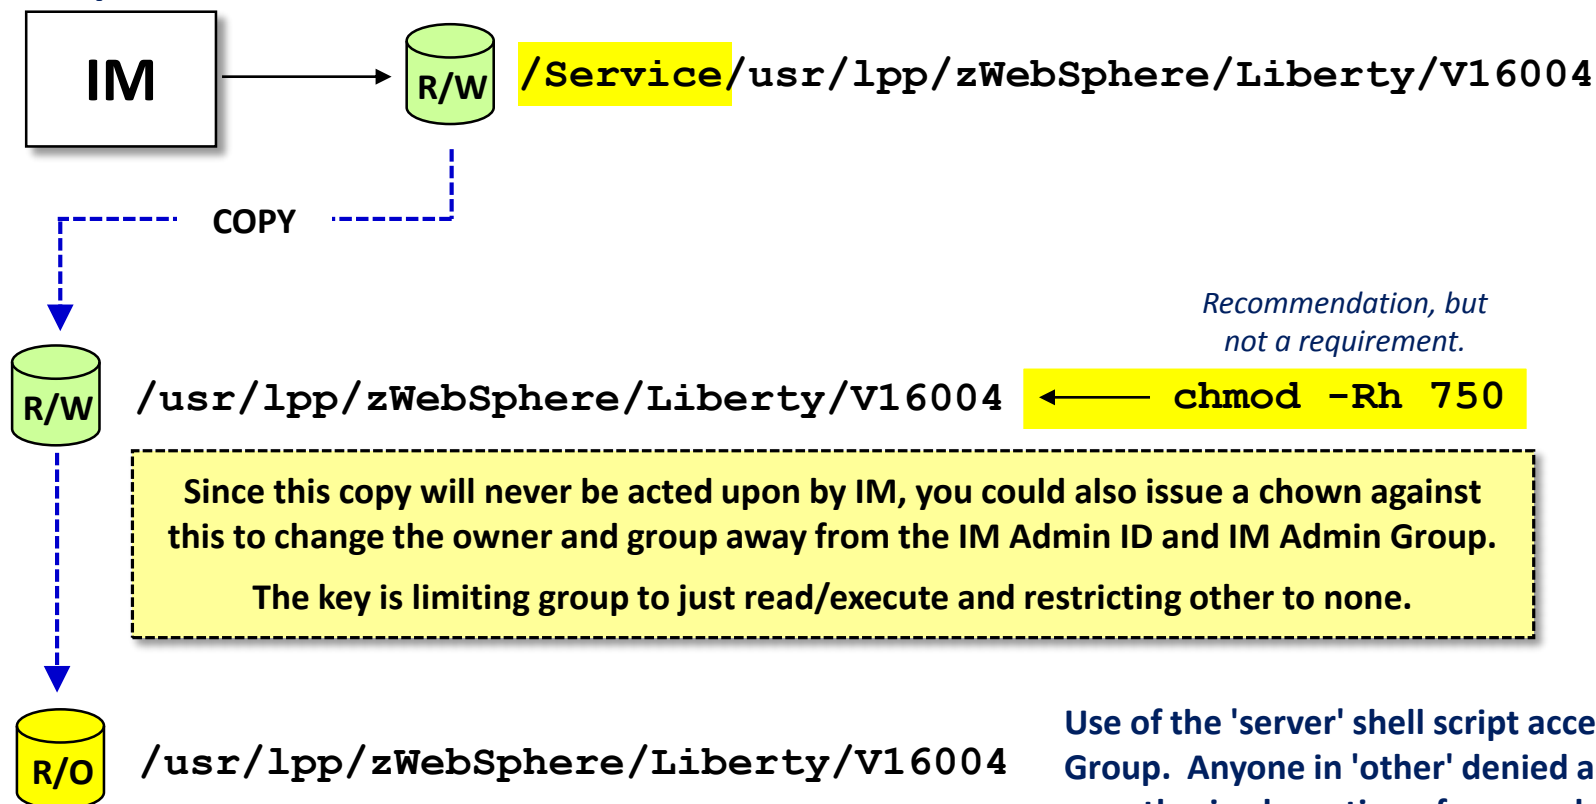 IM
R/W
/Service/usr/lpp/zWebSphere/Liberty/V16004
COPY
Recommendation, but
not a requirement.
R/W
/usr/lpp/zWebSphere/Liberty/V16004
chmod -Rh 750
Since this copy will never be acted upon by IM, you could also issue a chown against
this to change the owner and group away from the IM Admin ID and IM Admin Group.
The key is limiting group to just read/execute and restricting other to none.
R/O
/usr/lpp/zWebSphere/Liberty/V16004
Use of the 'server' shell script
Group. Anyone in 'other' denied